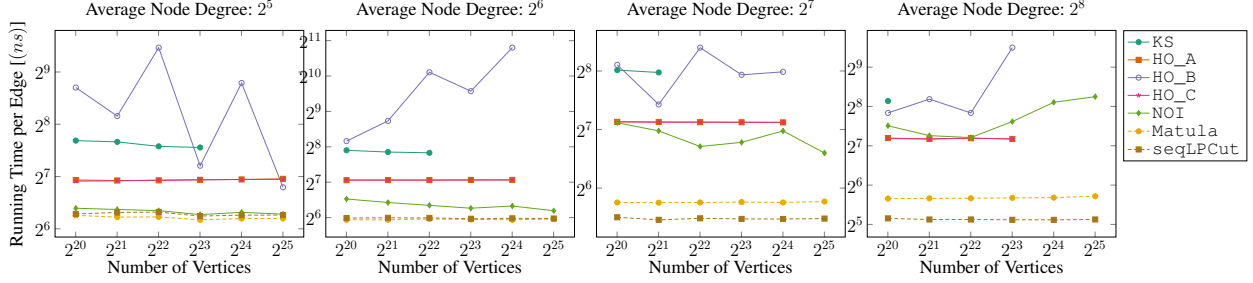 Average Node Degree: 2^5
Average Node Degree: 2^6
Average Node Degree: 2^7
Average Node Degree: 2^8
Running Time per Edge [(ns)
2^9
2^8
2^7
2^6
2^20 2^21 2^22 2^23 2^24 2^25
Number of Vertices
2^11
2^10
2^9
2^8
2^7
2^6
2^20 2^21 2^22 2^23 2^24 2^25
Number of Vertices
2^8
2^7
2^6
2^20 2^21 2^22 2^23 2^24 2^25
Number of Vertices
2^9
2^8
2^7
2^6
2^5
2^20 2^21 2^22 2^23 2^24 2^25
Number of Vertices
KS
HO_A
HO_B
HO_C
NOI
Matula
seqLPCut